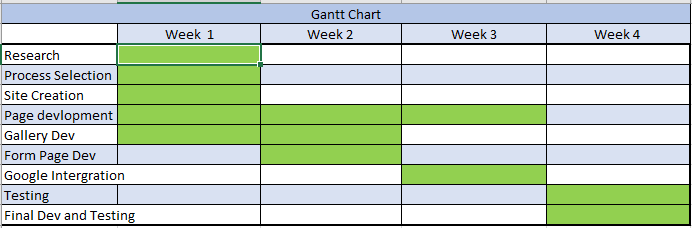 Gantt Chart
Week 1 Week 2 Week 3 Week 4
Research
Process Selection
Site Creation
Page devlopment
Gallery Dev
Form Page Dev
Google Intergration
Testing
Final Dev and Testing